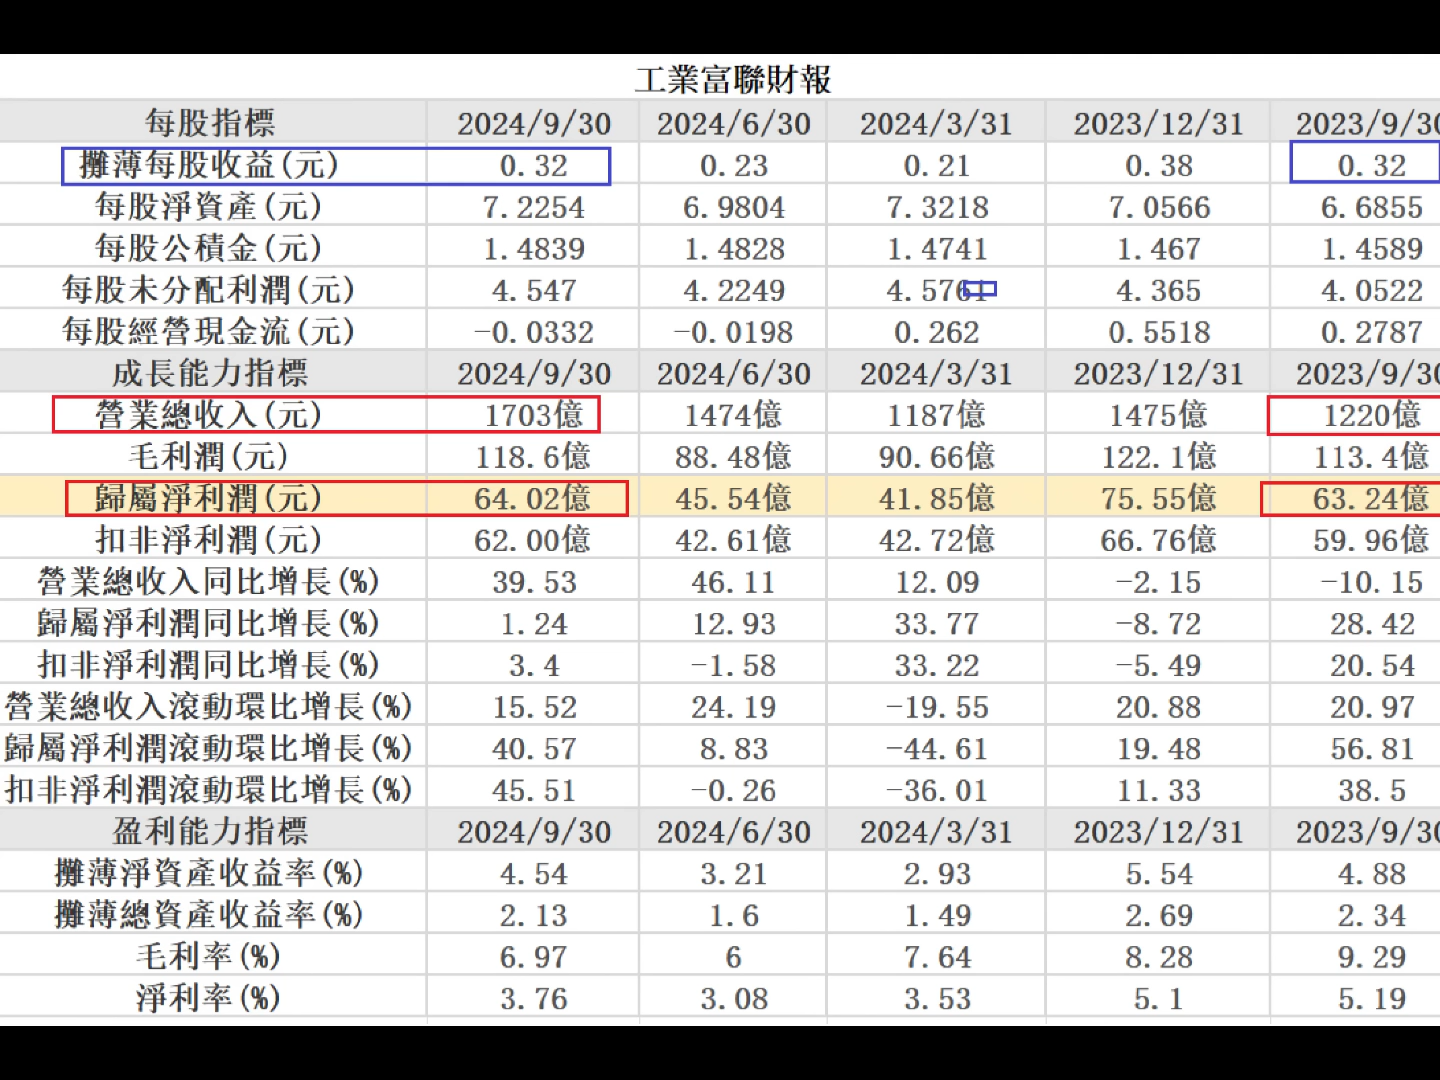 工業富聯財報
每股指標 2024/9/30 2024/6/30 2024/3/31 2023/12/31 2023/9/30
攤薄每股收益(元) 0.32 0.23 0.21 0.38 0.32
每股淨資產(元) 7.2254 6.9804 7.3218 7.0566 6.6855
每股公積金(元) 1.4839 1.4828 1.4741 1.467 1.4589
每股未分配利潤(元) 4.547 4.2249 4.5761 4.365 4.0522
每股經營現金流(元) -0.0332 -0.0198 0.262 0.5518 0.2787
成長能力指標 2024/9/30 2024/6/30 2024/3/31 2023/12/31 2023/9/30
營業總收入(元) 1703億 1474億 1187億 1475億 1220億
毛利潤(元) 118.6億 88.48億 90.66億 122.1億 113.4億
歸屬淨利潤(元) 64.02億 45.54億 41.85億 75.55億 63.24億
扣非淨利潤(元) 62.00億 42.61億 42.72億 66.76億 59.96億
營業總收入同比增長(%) 39.53 46.11 12.09 -2.15 -10.15
歸屬淨利潤同比增長(%) 1.24 12.93 33.77 -8.72 28.42
扣非淨利潤同比增長(%) 3.4 -1.58 33.22 -5.49 20.54
營業總收入滾動環比增長(%) 15.52 24.19 -19.55 20.88 20.97
歸屬淨利潤滾動環比增長(%) 40.57 8.83 -44.61 19.48 56.81
扣非淨利潤滾動環比增長(%) 45.51 -0.26 -36.01 11.33 38.5
盈利能力指標 2024/9/30 2024/6/30 2024/3/31 2023/12/31 2023/9/30
攤薄淨資產收益率(%) 4.54 3.21 2.93 5.54 4.88
攤薄總資產收益率(%) 2.13 1.6 1.49 2.69 2.34
毛利率(%) 6.97 6 7.64 8.28 9.29
淨利率(%) 3.76 3.08 3.53 5.1 5.19